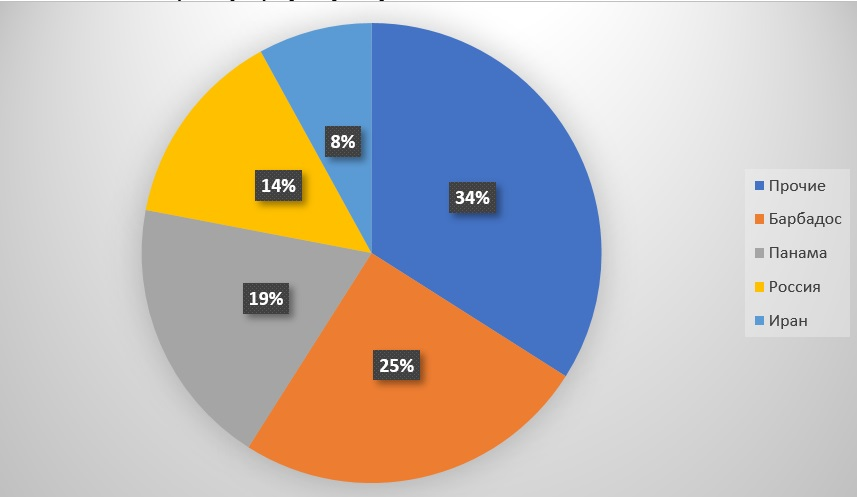 34%
25%
19%
14%
8%
Прочие
Барбадос
Панама
Россия
Иран